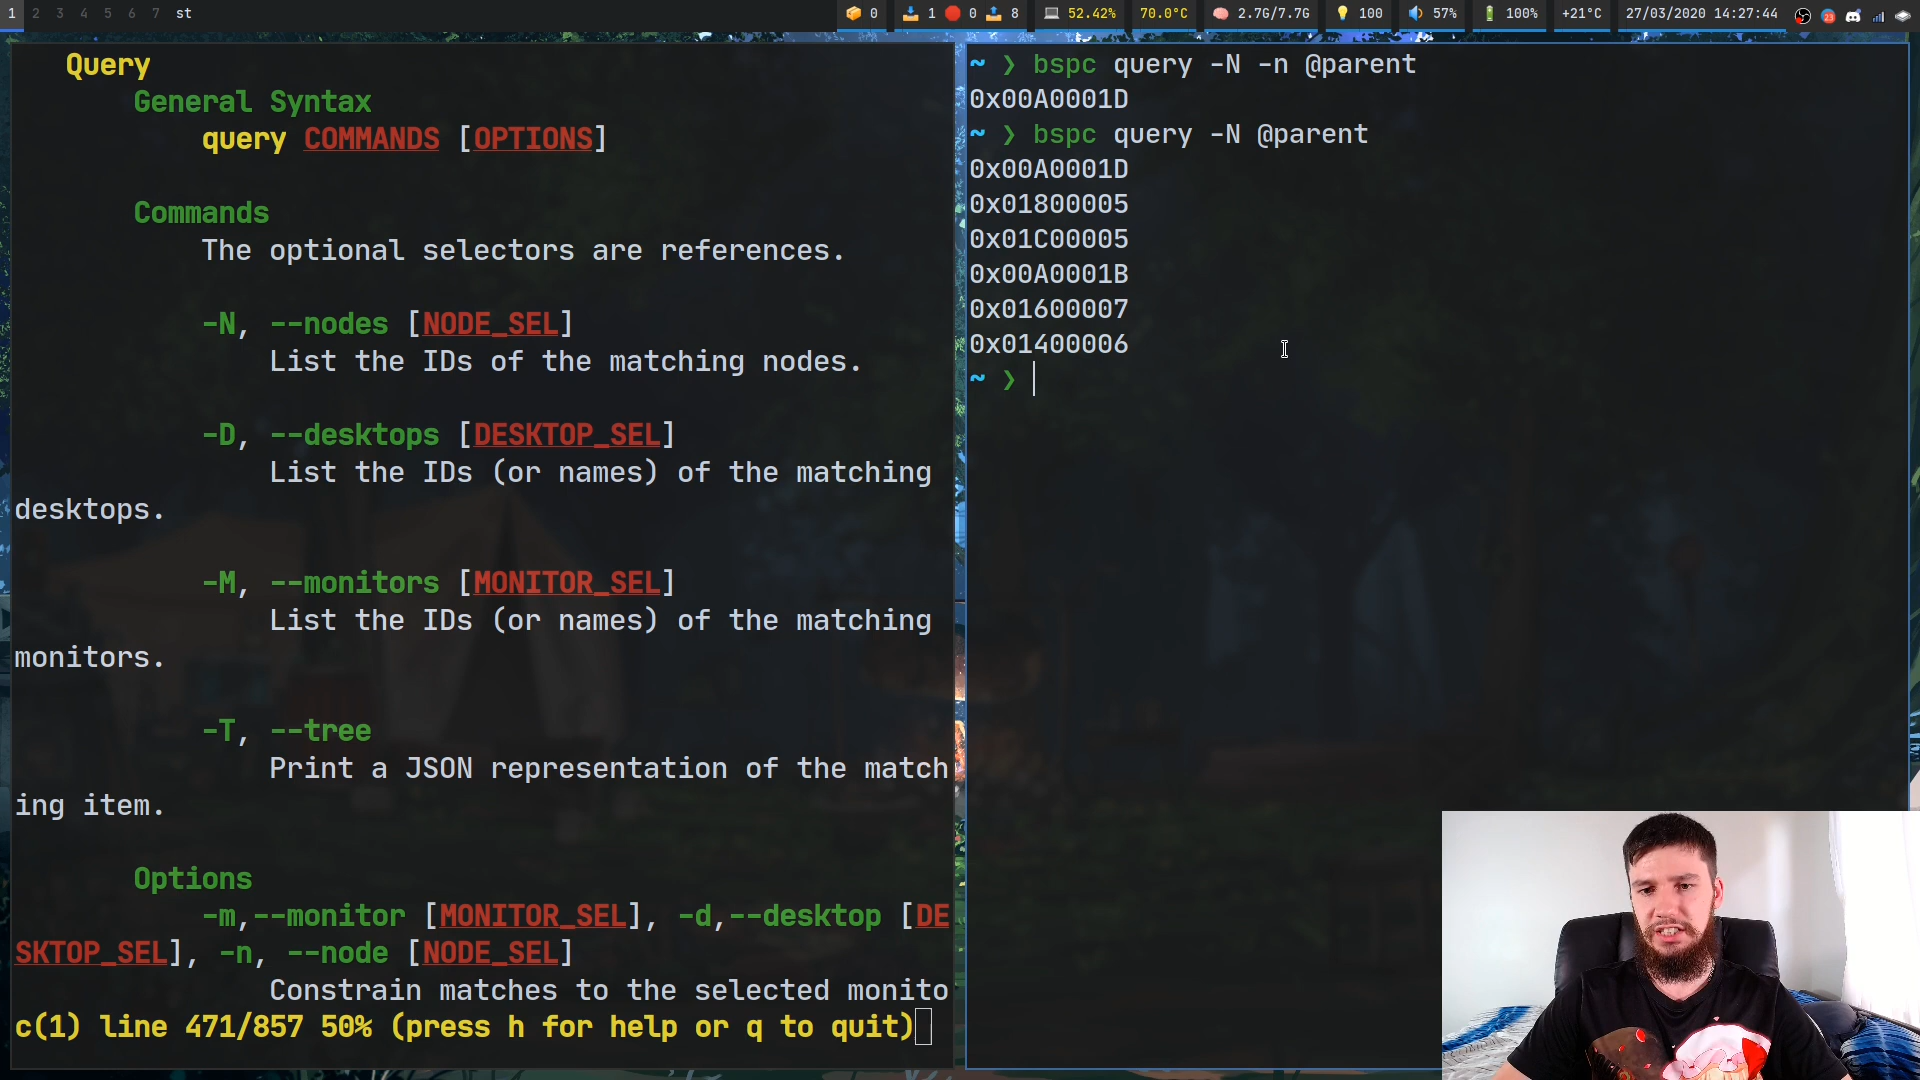 1 2 3 4 5 6 7 st 0 1 0 8 52.42% 70.0°C 2.7G/7.7G 100 57% 100% +21°C 27/03/2020 14:27:44 23
Query
General Syntax
query COMMANDS [OPTIONS]
Commands
The optional selectors are references.
-N, --nodes [NODE_SEL]
List the IDs of the matching nodes.
-D, --desktops [DESKTOP_SEL]
List the IDs (or names) of the matching
desktops.
-M, --monitors [MONITOR_SEL]
List the IDs (or names) of the matching
monitors.
-T, --tree
Print a JSON representation of the match
ing item.
Options
-m,--monitor [MONITOR_SEL], -d,--desktop [DE
SKTOP_SEL], -n, --node [NODE_SEL]
Constrain matches to the selected monito
c(1) line 471/857 50% (press h for help or q to quit)
~ ❯ bspc query -N -n @parent
0x00A0001D
~ ❯ bspc query -N @parent
0x00A0001D
0x01800005
0x01C00005
0x00A0001B
0x01600007
0x01400006
~ ❯